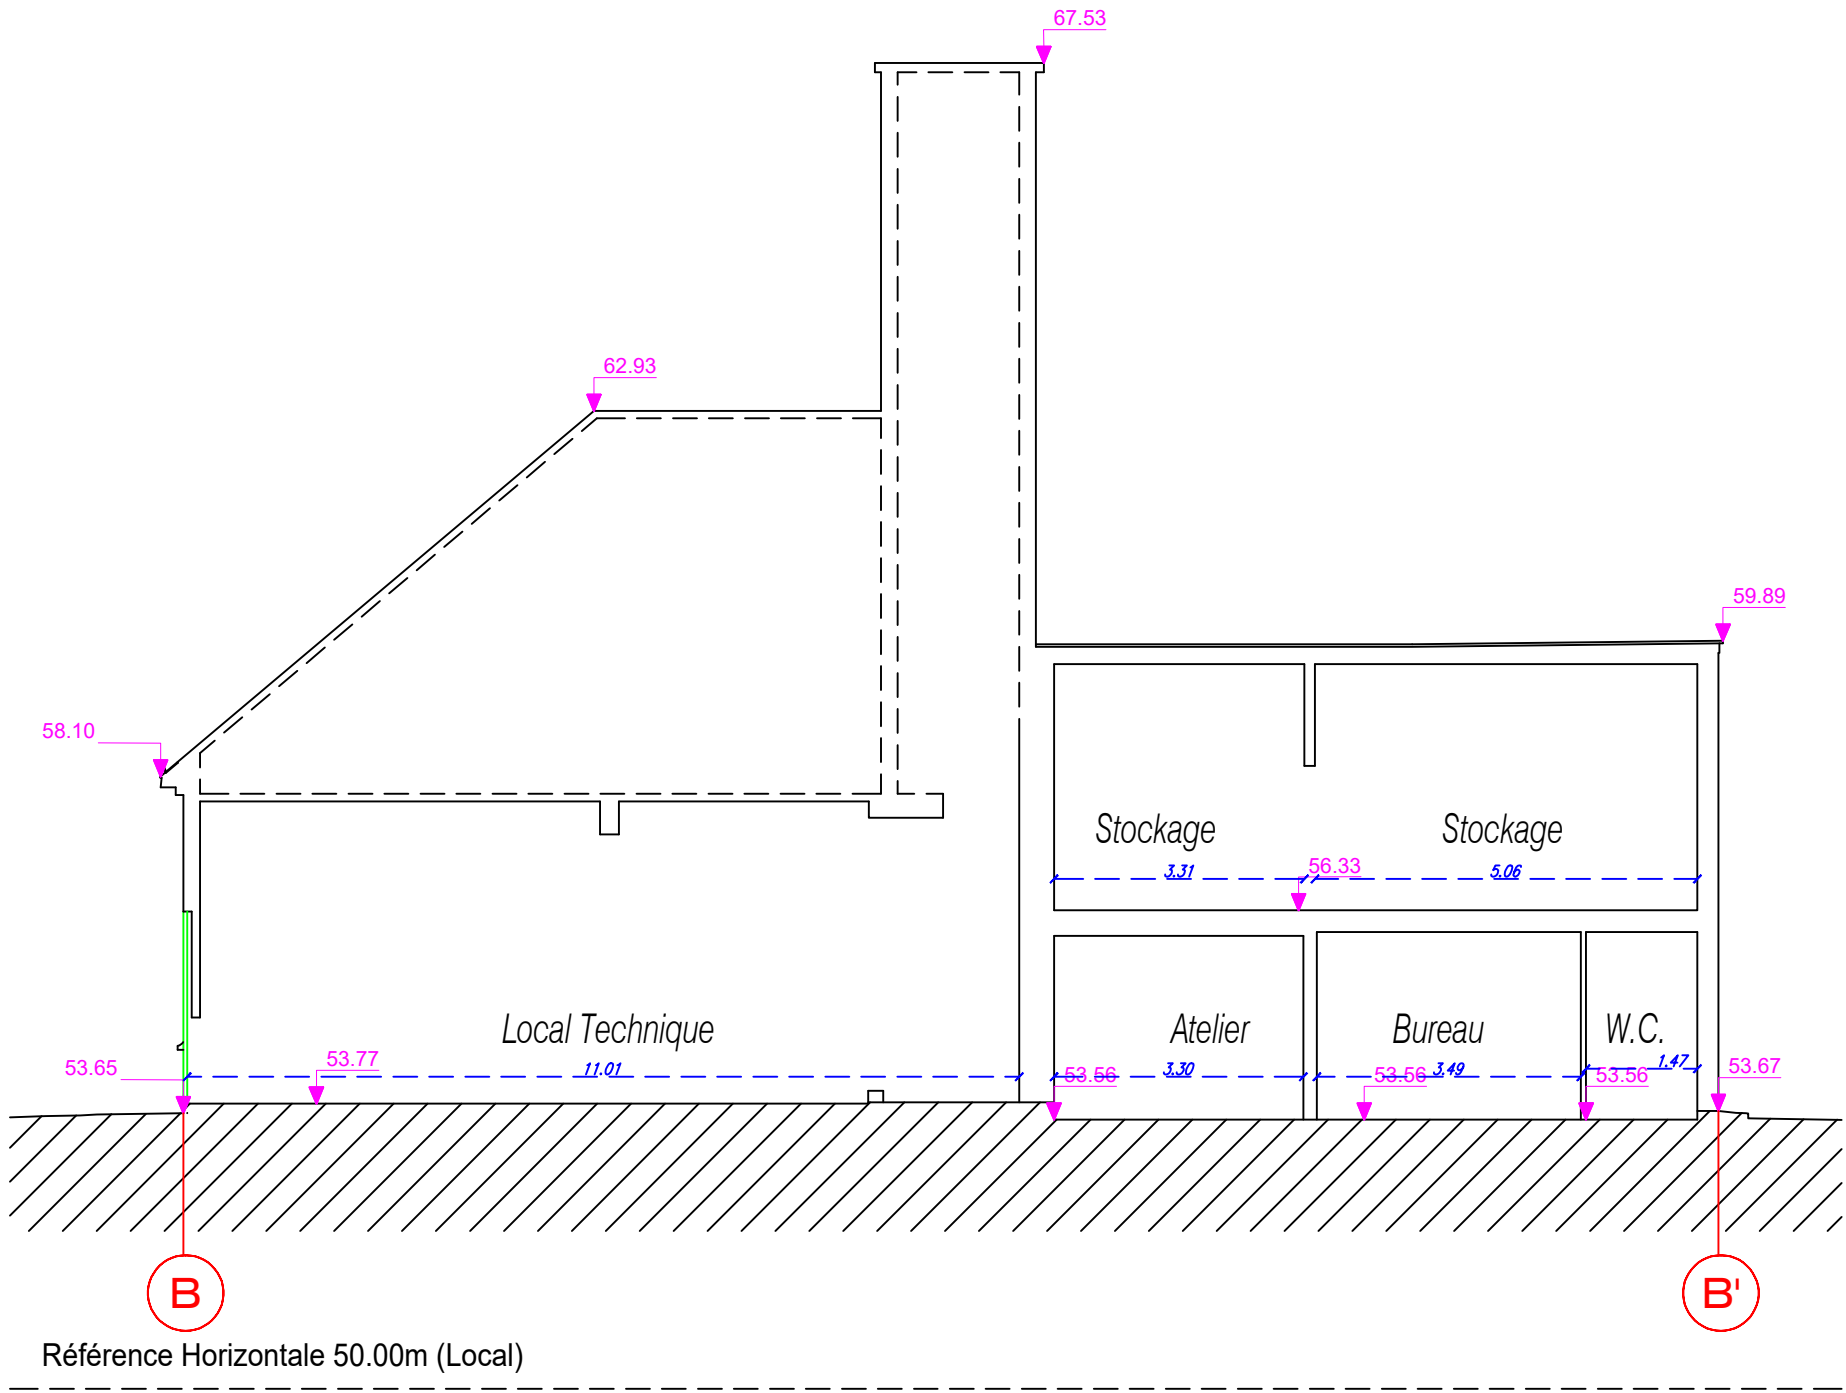 67.53
62.93
59.89
58.10
Stockage
Stockage
3.31
56.33
5.06
Local Technique
Atelier
Bureau
W.C.
53.65
53.77
11.01
53.56
3.30
53.56
3.49
53.56
1.47
53.67
B
B'
Référence Horizontale 50.00m (Local)